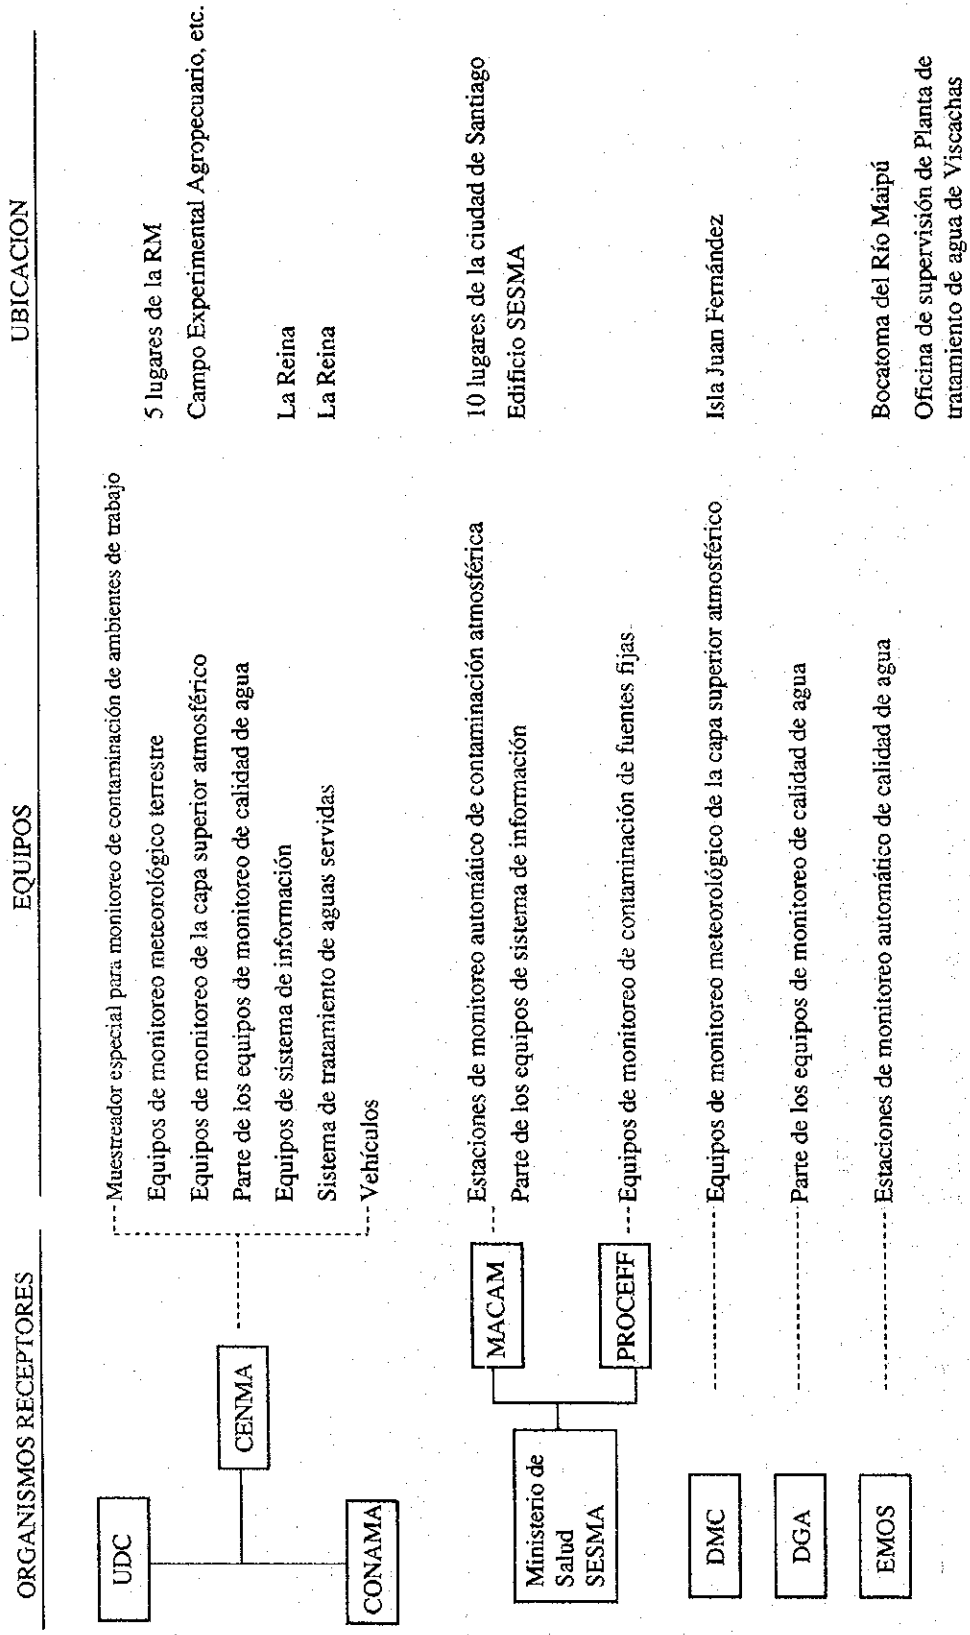 ORGANISMOS RECEPTORES
EQUIPOS
UBICACION
UDC
CENMA
CONAMA
Muestreador especial para monitoreo de contaminación de ambientes de trabajo
Equipos de monitoreo meteorológico terrestre
5 lugares de la RM
Equipos de monitoreo de la capa superior atmosférico
Campo Experimental Agropecuario, etc.
Parte de los equipos de monitoreo de calidad de agua
Equipos de sistema de información
La Reina
Sistema de tratamiento de aguas servidas
La Reina
Vehículos
Ministerio de
Salud
SESMA
MACAM
Estaciones de monitoreo automático de contaminación atmosférica
10 lugares de la ciudad de Santiago
Parte de los equipos de sistema de información
Edificio SESMA
PROCEFF
Equipos de monitoreo de contaminación de fuentes fijas
DMC
Equipos de monitoreo meteorológico de la capa superior atmosférico
Isla Juan Fernández
DGA
Parte de los equipos de monitoreo de calidad de agua
EMOS
Estaciones de monitoreo automático de calidad de agua
Bocatoma del Río Maipú
Oficina de supervisión de Planta de
tratamiento de agua de Viscachas